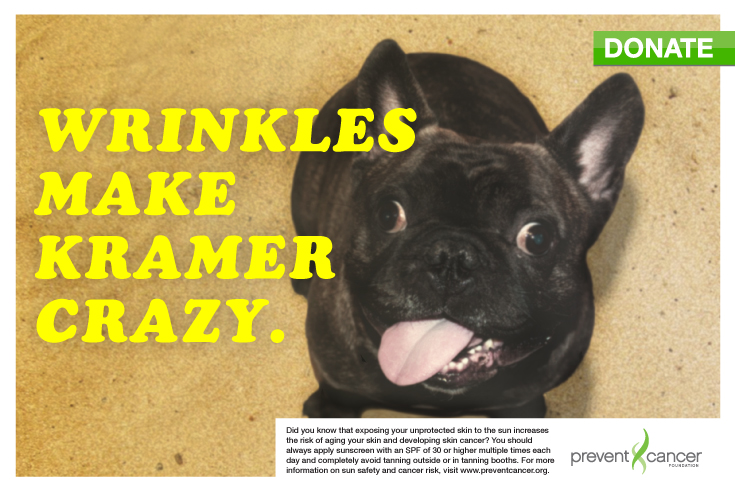 DONATE
WRINKLES
MAKE
KRAMER
CRAZY.
Did you know that exposing your unprotected skin to the sun increases
the risk of aging your skin and developing skin cancer? You should
always apply sunscreen with an SPF of 30 or higher multiple times each
day and completely avoid tanning outside or in tanning booths. For more
information on sun safety and cancer risk, visit www.preventcancer.org.
prevent cancer
FOUNDATION